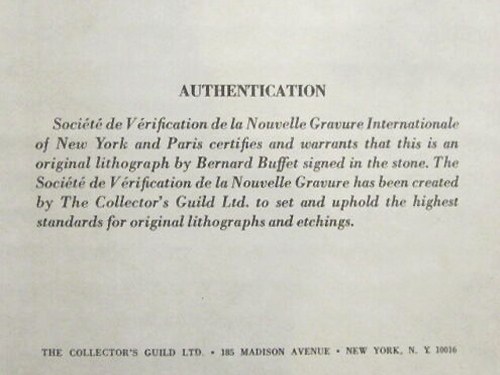 AUTHENTICATION
Société de Vérification de la Nouvelle Gravure Internationale
of New York and Paris certifies and warrants that this is an
original lithograph by Bernard Buffet signed in the stone. The
Société de Vérification de la Nouvelle Gravure has been created
by The Collector's Guild Ltd. to set and uphold the highest
standards for original lithographs and etchings.
THE COLLECTOR'S GUILD LTD. • 185 MADISON AVENUE • NEW YORK, N. Y. 10016